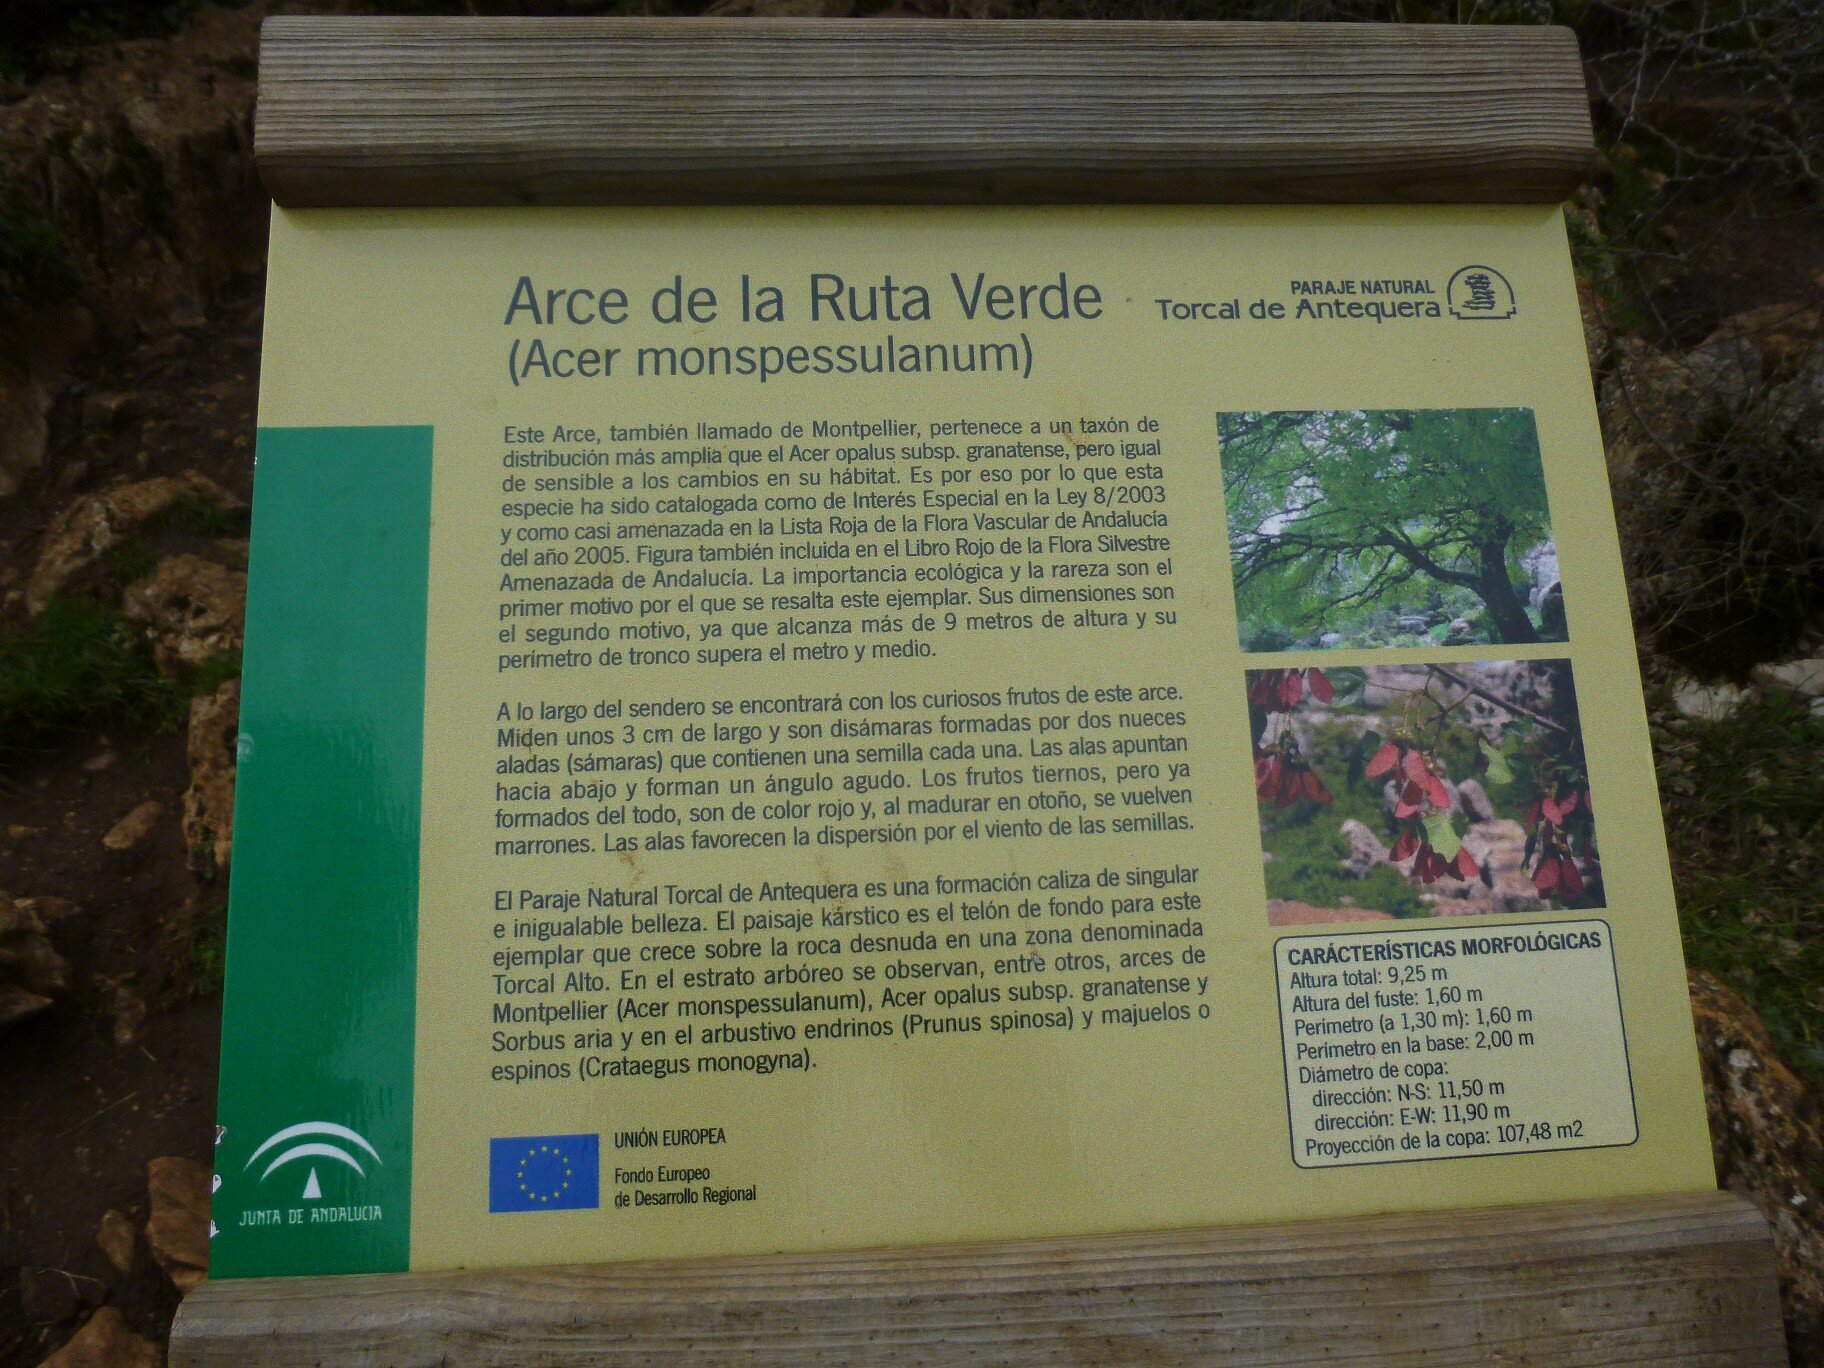 Arce de la Ruta Verde
(Acer monspessulanum)
PARAJE NATURAL
Torcal de Antequera
Este Arce, también llamado de Montpellier, pertenece a un taxón de
distribución más amplia que el Acer opalus subsp. granatense, pero igual
de sensible a los cambios en su hábitat. Es por eso por lo que esta
especie ha sido catalogada como de Interés Especial en la Ley 8/2003
y como casi amenazada en la Lista Roja de la Flora Vascular de Andalucía
del año 2005. Figura también incluida en el Libro Rojo de la Flora Silvestre
Amenazada de Andalucía. La importancia ecológica y la rareza son el
primer motivo por el que se resalta este ejemplar. Sus dimensiones son
el segundo motivo, ya que alcanza más de 9 metros de altura y su
perímetro de tronco supera el metro y medio.
A lo largo del sendero se encontrará con los curiosos frutos de este arce.
Miden unos 3 cm de largo y son disámaras formadas por dos nueces
aladas (sámaras) que contienen una semilla cada una. Las alas apuntan
hacia abajo y forman un ángulo agudo. Los frutos tiernos, pero ya
formados del todo, son de color rojo y, al madurar en otoño, se vuelven
marrones. Las alas favorecen la dispersión por el viento de las semillas.
El Paraje Natural Torcal de Antequera es una formación caliza de singular
e inigualable belleza. El paisaje kárstico es el telón de fondo para este
ejemplar que crece sobre la roca desnuda en una zona denominada
Torcal Alto. En el estrato arbóreo se observan, entre otros, arces de
Montpellier (Acer monspessulanum), Acer opalus subsp. granatense y
Sorbus aria y en el arbustivo endrinos (Prunus spinosa) y majuelos o
espinos (Crataegus monogyna).
CARÁCTERÍSTICAS MORFOLÓGICAS
Altura total: 9,25 m
Altura del fuste: 1,60 m
Perímetro (a 1,30 m): 1,60 m
Perímetro en la base: 2,00 m
Diámetro de copa:
dirección: N-S: 11,50 m
dirección: E-W: 11,90 m
Proyección de la copa: 107,48 m2
UNIÓN EUROPEA
Fondo Europeo
de Desarrollo Regional
JUNTA DE ANDALUCIA